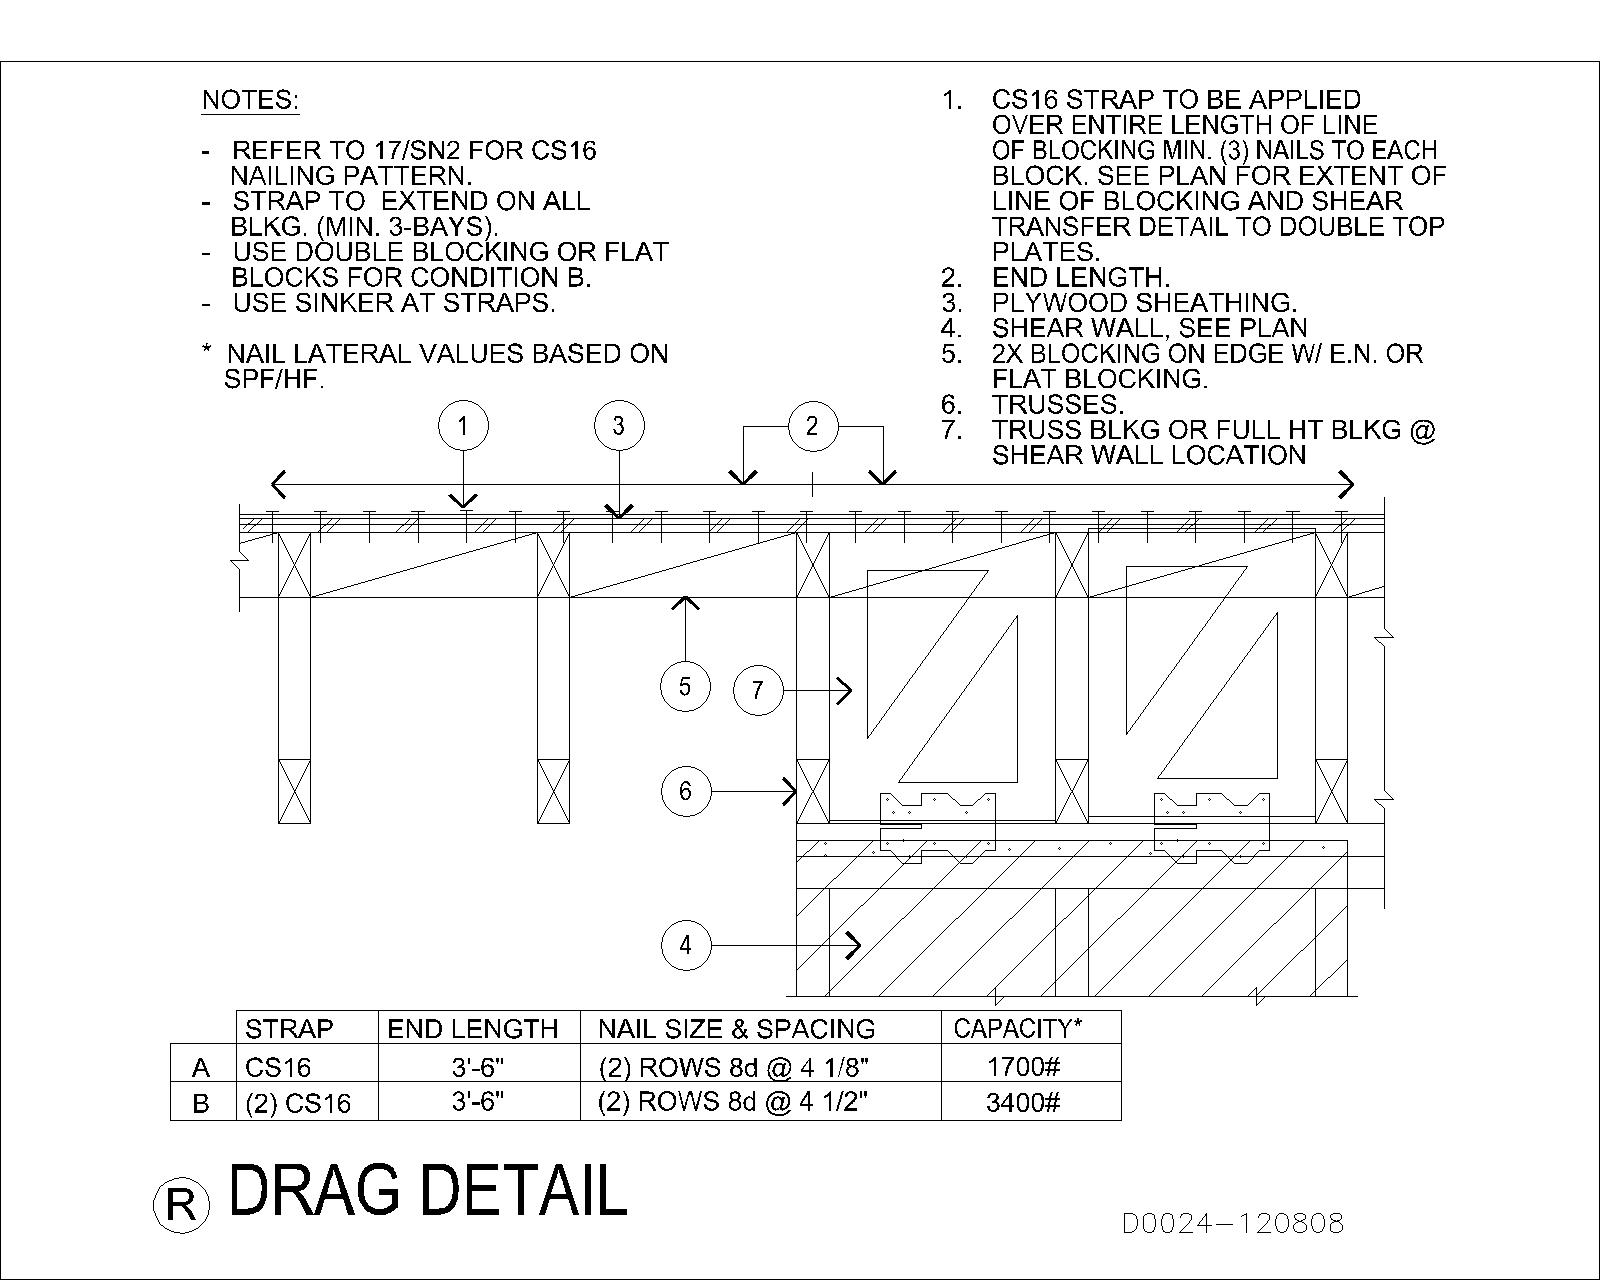 NOTES:
- REFER TO 17/SN2 FOR CS16
NAILING PATTERN.
- STRAP TO EXTEND ON ALL
BLKG. (MIN. 3-BAYS).
- USE DOUBLE BLOCKING OR FLAT
BLOCKS FOR CONDITION B.
- USE SINKER AT STRAPS.
* NAIL LATERAL VALUES BASED ON
SPF/HF.
1. CS16 STRAP TO BE APPLIED
OVER ENTIRE LENGTH OF LINE
OF BLOCKING MIN. (3) NAILS TO EACH
BLOCK. SEE PLAN FOR EXTENT OF
LINE OF BLOCKING AND SHEAR
TRANSFER DETAIL TO DOUBLE TOP
PLATES.
2. END LENGTH.
3. PLYWOOD SHEATHING.
4. SHEAR WALL, SEE PLAN
5. 2X BLOCKING ON EDGE W/ E.N. OR
FLAT BLOCKING.
6. TRUSSES.
7. TRUSS BLKG OR FULL HT BLKG @
SHEAR WALL LOCATION
1 3 2
5 7
6
4
STRAP END LENGTH NAIL SIZE & SPACING CAPACITY*
A CS16 3'-6" (2) ROWS 8d @ 4 1/8" 1700#
B (2) CS16 3'-6" (2) ROWS 8d @ 4 1/2" 3400#
R DRAG DETAIL
D0024-120808